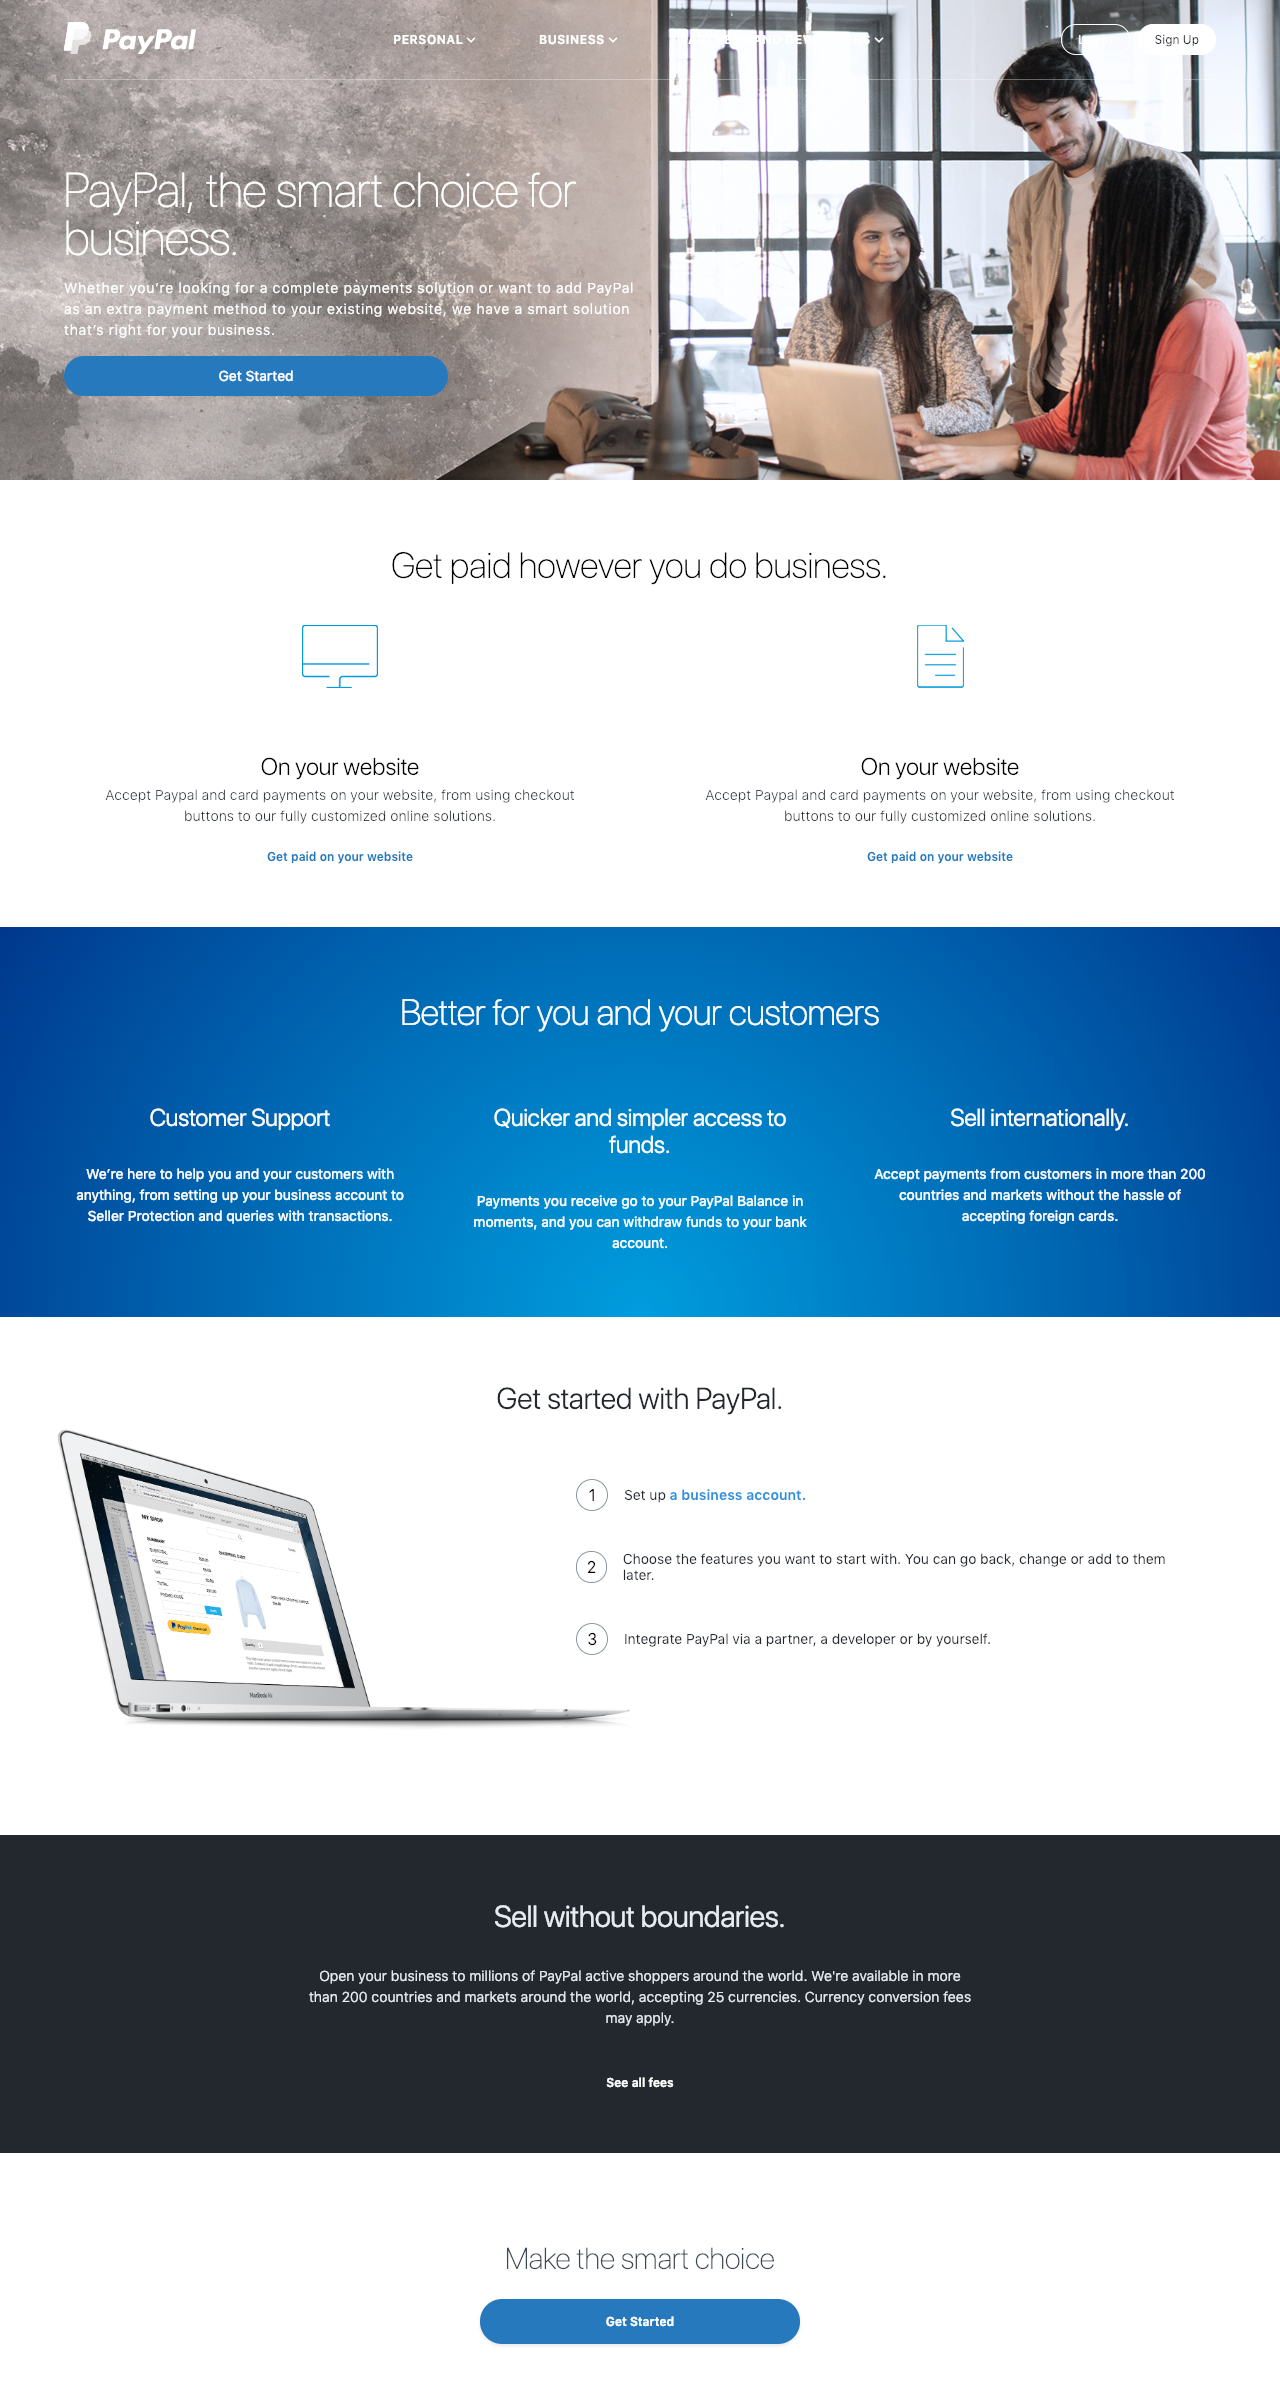 PayPal
PERSONAL
BUSINESS
Sign Up
PayPal, the smart choice for
business.
Whether you're looking for a complete payments solution or want to add PayPal
as an extra payment method to your existing website, we have a smart solution
that's right for your business.
Get Started
Get paid however you do business.
On your website
Accept Paypal and card payments on your website, from using checkout
buttons to our fully customized online solutions.
Get paid on your website
On your website
Accept Paypal and card payments on your website, from using checkout
buttons to our fully customized online solutions.
Get paid on your website
Better for you and your customers
Customer Support
We're here to help you and your customers with
anything, from setting up your business account to
Seller Protection and queries with transactions.
Quicker and simpler access to
funds.
Payments you receive go to your PayPal Balance in
moments, and you can withdraw funds to your bank
account.
Sell internationally.
Accept payments from customers in more than 200
countries and markets without the hassle of
accepting foreign cards.
Get started with PayPal.
MY SHOP
SUMMARY
SUBTOTAL
TAX
TOTAL
PROMO CODE
SHOPPING CART
PayPal
MacBook Air
1 Set up a business account.
2 Choose the features you want to start with. You can go back, change or add to them
later.
3 Integrate PayPal via a partner, a developer or by yourself.
Sell without boundaries.
Open your business to millions of PayPal active shoppers around the world. We're available in more
than 200 countries and markets around the world, accepting 25 currencies. Currency conversion fees
may apply.
See all fees
Make the smart choice
Get Started